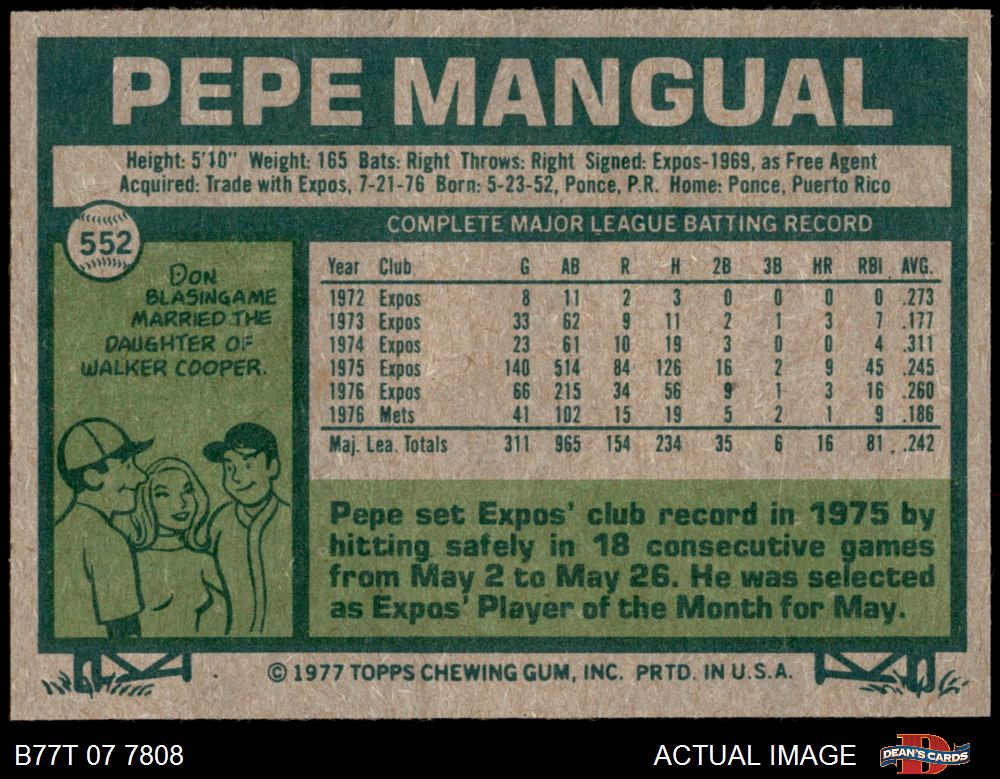 PEPE MANGUAL
Height: 5'10" Weight: 165 Bats: Right Throws: Right Signed: Expos-1969, as Free Agent
Acquired: Trade with Expos, 7-21-76 Born: 5-23-52, Ponce, P.R. Home: Ponce, Puerto Rico
552
DON
BLASINGAME
MARRIED THE
DAUGHTER OF
WALKER COOPER.
COMPLETE MAJOR LEAGUE BATTING RECORD
Year Club G AB R H 2B 3B HR RBI AVG.
1972 Expos 8 11 2 3 0 0 0 0 .273
1973 Expos 33 62 9 11 2 1 3 7 .177
1974 Expos 23 61 10 19 3 0 0 4 .311
1975 Expos 140 514 84 126 16 2 9 45 .245
1976 Expos 66 215 34 56 9 1 3 16 .260
1976 Mets 41 102 15 19 5 2 1 9 .186
Maj. Lea. Totals 311 965 154 234 35 6 16 81 .242
Pepe set Expos' club record in 1975 by
hitting safely in 18 consecutive games
from May 2 to May 26. He was selected
as Expos' Player of the Month for May.
© 1977 TOPPS CHEWING GUM, INC. PRTD. IN U.S.A.
B77T 07 7808
ACTUAL IMAGE
D
DEAN'S CARDS